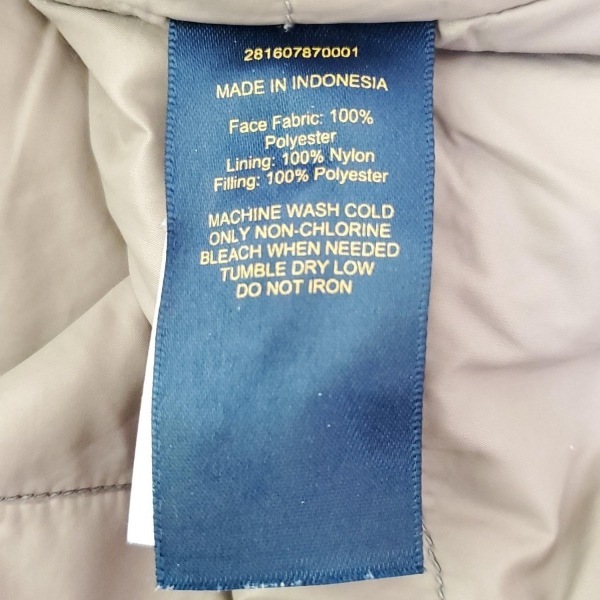 281607870001
MADE IN INDONESIA
Face Fabric: 100%
Polyester
Lining: 100% Nylon
Filling: 100% Polyester
MACHINE WASH COLD
ONLY NON-CHLORINE
BLEACH WHEN NEEDED
TUMBLE DRY LOW
DO NOT IRON